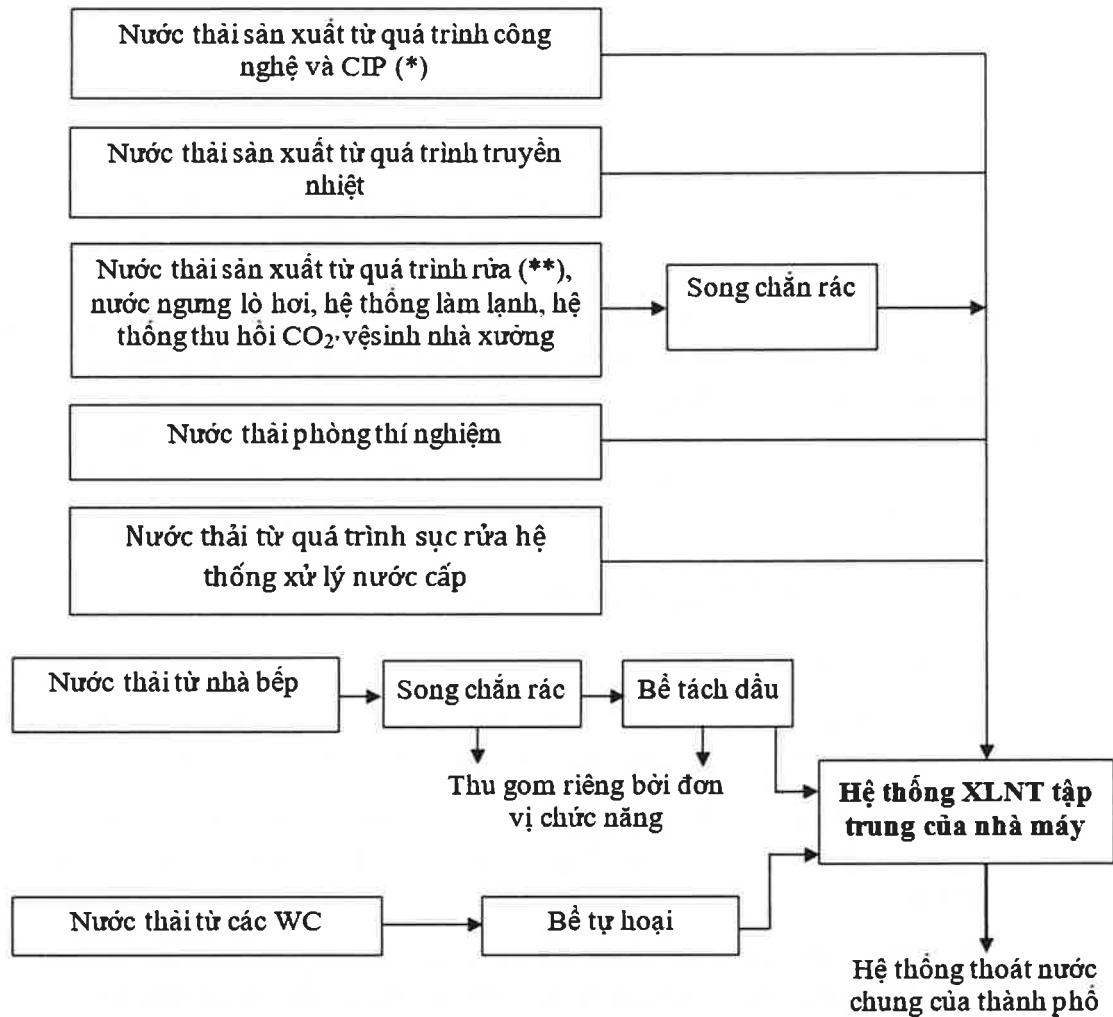 Nước thải sản xuất từ quá trình công
nghệ và CIP (*)
Nước thải sản xuất từ quá trình truyền
nhiệt
Nước thải sản xuất từ quá trình rửa (**),
nước ngưng lò hơi, hệ thống làm lạnh, hệ
thống thu hồi CO₂, vệsinh nhà xưởng
Song chắn rác
Nước thải phòng thí nghiệm
Nước thải từ quá trình sục rửa hệ
thống xử lý nước cấp
Nước thải từ nhà bếp
Song chắn rác
Bể tách dầu
Thu gom riêng bởi đơn
vị chức năng
Hệ thống XLNT tập
trung của nhà máy
Nước thải từ các WC
Bể tự hoại
Hệ thống thoát nước
chung của thành phố